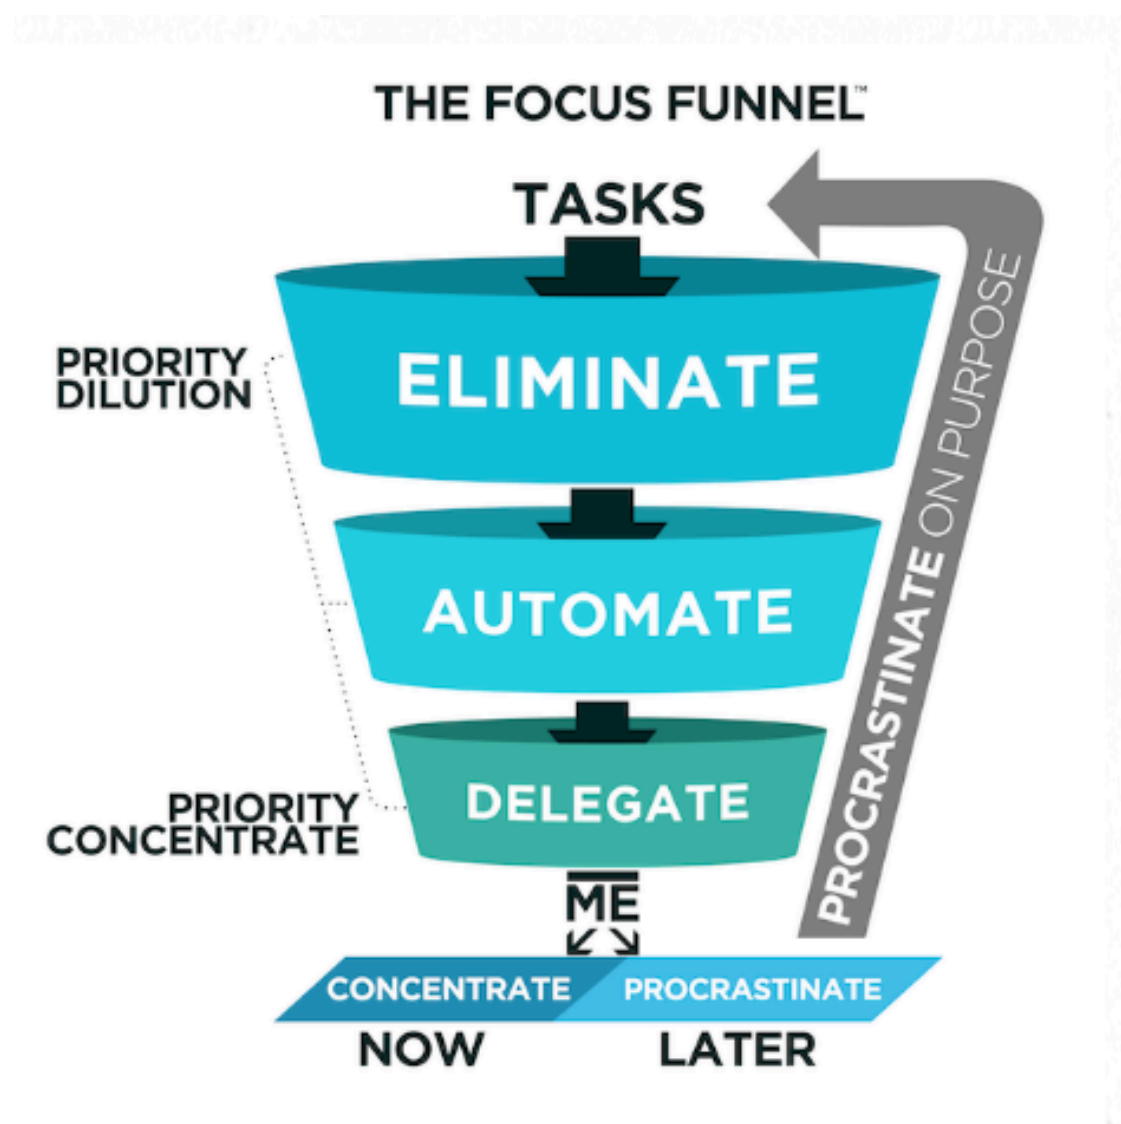 THE FOCUS FUNNEL™
TASKS
ELIMINATE
PRIORITY
DILUTION
AUTOMATE
DELEGATE
PRIORITY
CONCENTRATE
PROCRASTINATE ON PURPOSE
ME
CONCENTRATE PROCRASTINATE
NOW LATER